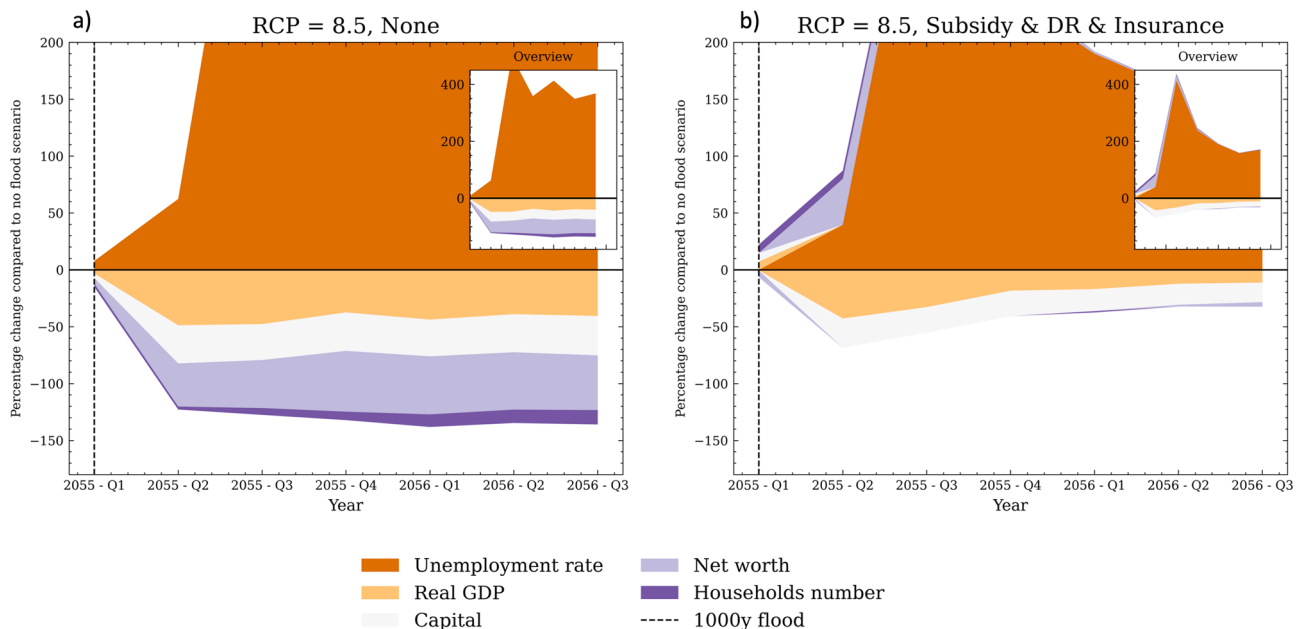 a)
RCP = 8.5, None
Percentage change compared to no flood scenario
200
150
100
50
0
−50
−100
−150
Overview
400
200
0
2055 - Q1 2055 - Q2 2055 - Q3 2055 - Q4 2056 - Q1 2056 - Q2 2056 - Q3
Year
b)
RCP = 8.5, Subsidy & DR & Insurance
Percentage change compared to no flood scenario
200
150
100
50
0
−50
−100
−150
Overview
400
200
0
2055 - Q1 2055 - Q2 2055 - Q3 2055 - Q4 2056 - Q1 2056 - Q2 2056 - Q3
Year
Unemployment rate
Real GDP
Capital
Net worth
Households number
1000y flood